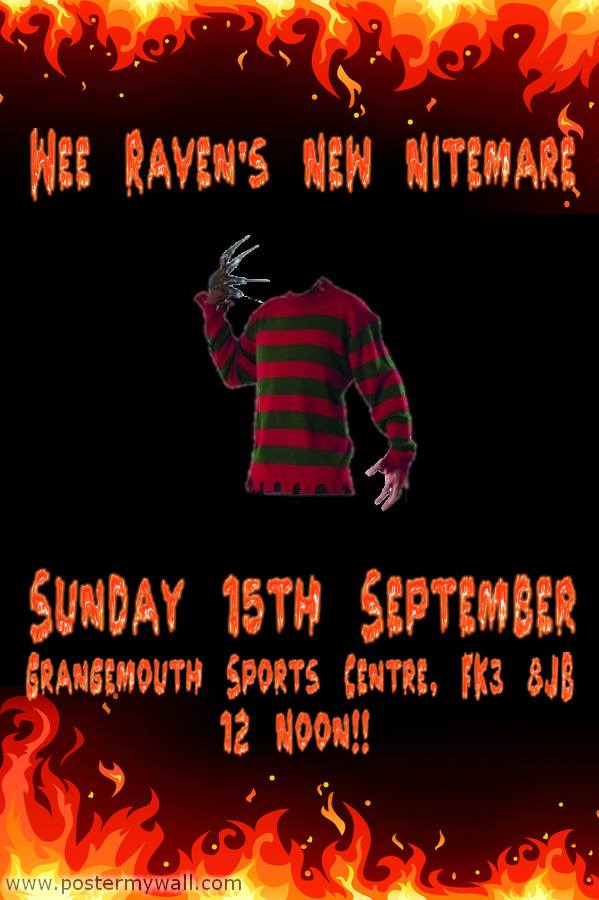 Wee Raven's new nitemare
Sunday 15th September
Grangemouth Sports Centre, FK3 8JB
12 Noon!!
www.postermywall.com